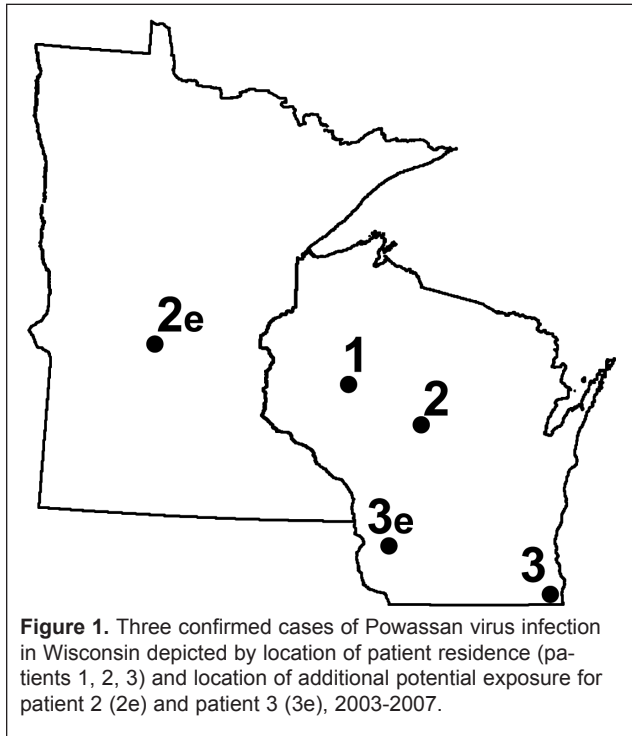 2e
1
2
3e
3
Figure 1. Three confirmed cases of Powassan virus infection
in Wisconsin depicted by location of patient residence (pa-
tients 1, 2, 3) and location of additional potential exposure for
patient 2 (2e) and patient 3 (3e), 2003-2007.